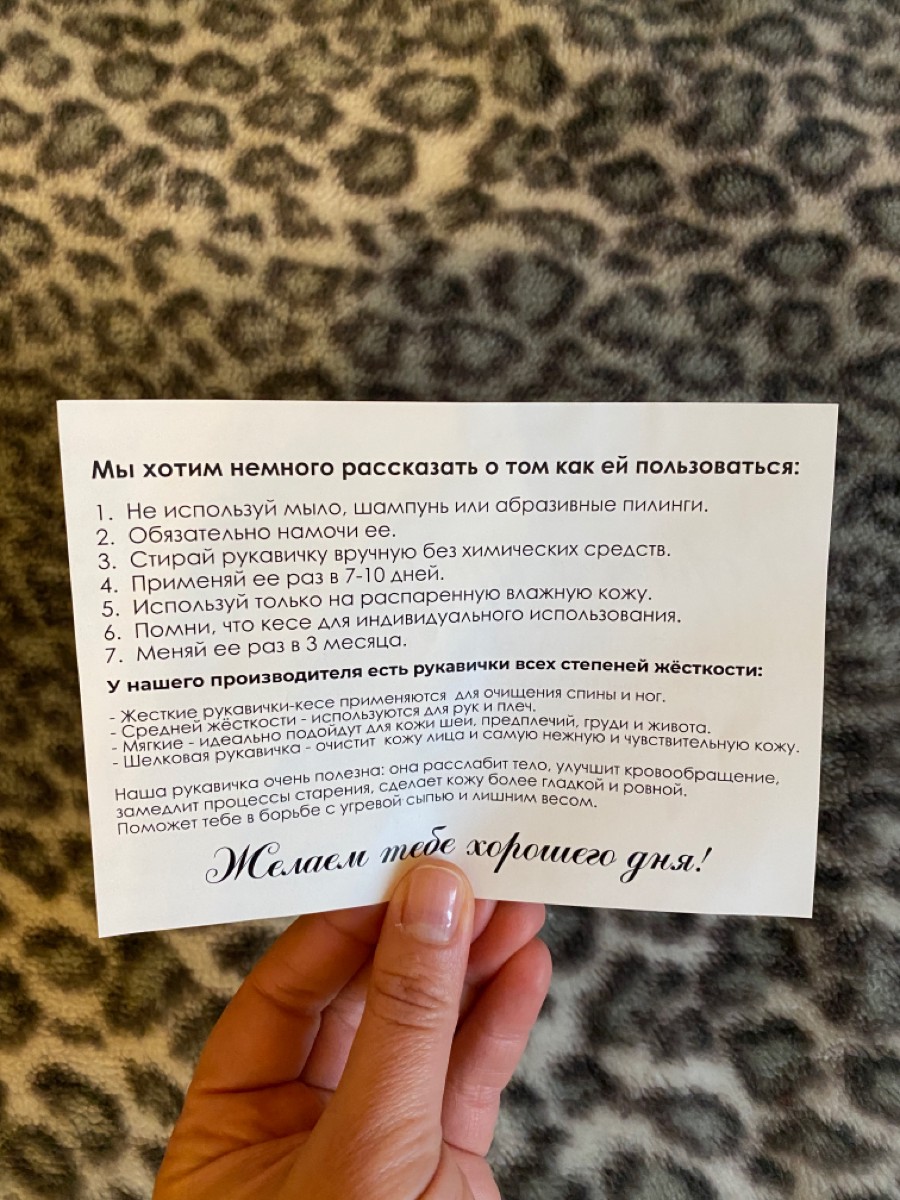 Мы хотим немного рассказать о том как ей пользоваться:
1. Не используй мыло, шампунь или абразивные пилинги.
2. Обязательно намочи ее.
3. Стирай рукавичку вручную без химических средств.
4. Применяй ее раз в 7-10 дней.
5. Используй только на распаренную влажную кожу.
6. Помни, что кесе для индивидуального использования.
7. Меняй ее раз в 3 месяца.
У нашего производителя есть рукавички всех степеней жёсткости:
- Жесткие рукавички-кесе применяются для очищения спины и ног.
- Средней жёсткости - используются для рук и плеч.
- Мягкие - идеально подойдут для кожи шеи, предплечий, груди и живота.
- Шелковая рукавичка - очистит кожу лица и самую нежную и чувствительную кожу.
Наша рукавичка очень полезна: она расслабит тело, улучшит кровообращение,
замедлит процессы старения, сделает кожу более гладкой и ровной.
Поможет тебе в борьбе с угревой сыпью и лишним весом.
Желаем тебе хорошего дня!